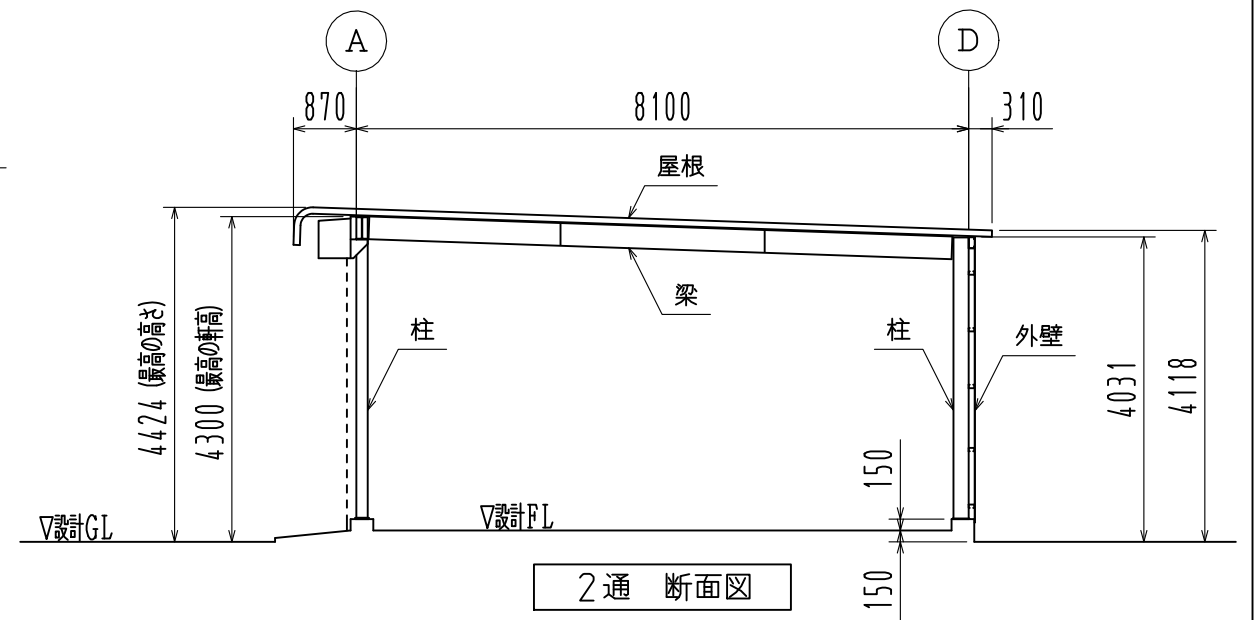 A
D
870
8100
310
屋根
梁
柱
柱
外壁
4424 (最高の高さ)
4300 (最高の軒高)
4031
4118
150
▽設計GL
▽設計FL
150
2通 断面図